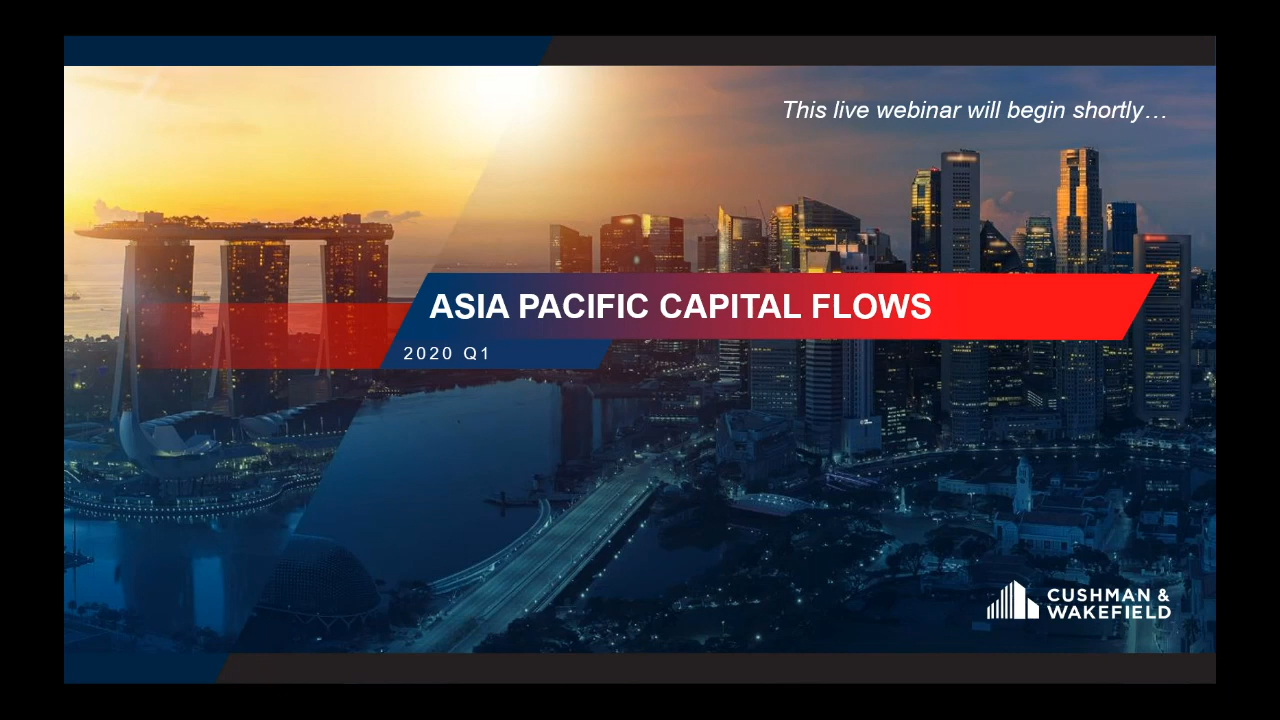 This live webinar will begin shortly…
ASIA PACIFIC CAPITAL FLOWS
2020 Q1
CUSHMAN &
WAKEFIELD